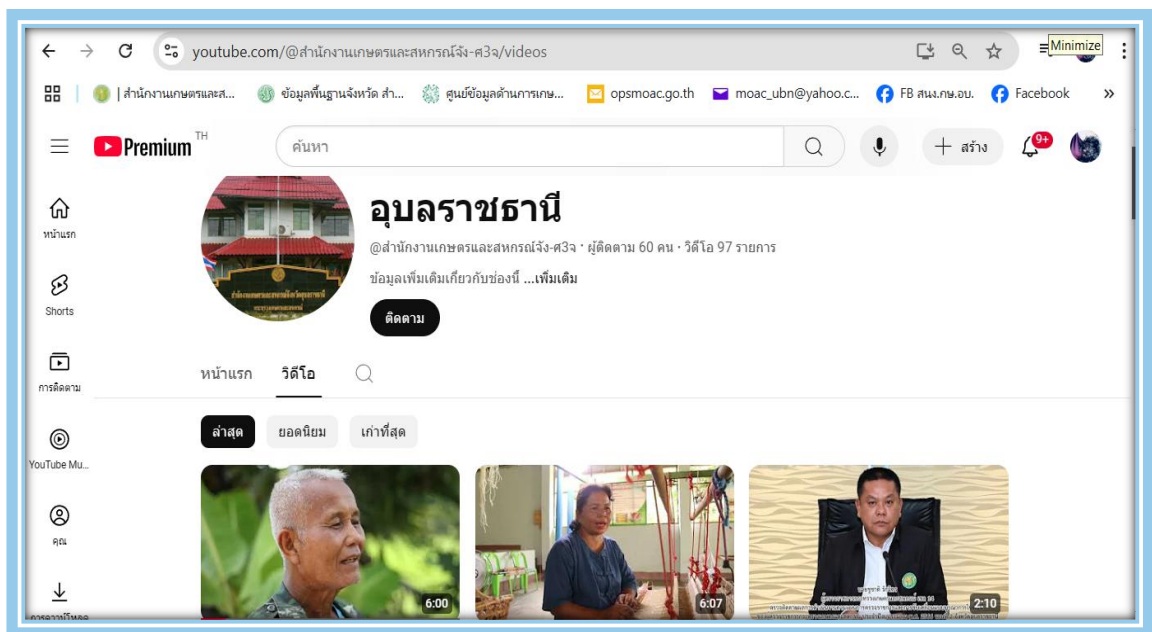 youtube.com/@สำนักงานเกษตรและสหกรณ์จัง-ศ3จ/videos
Minimize
| สำนักงานเกษตรและส...
ข้อมูลพื้นฐานจังหวัด สำ...
ศูนย์ข้อมูลด้านการเกษ...
opsmoac.go.th
moac_ubn@yahoo.c...
FB สนง.กษ.อบ.
Facebook
Premium TH
ค้นหา
สร้าง
9+
หน้าแรก
Shorts
การติดตาม
YouTube Mu...
คุณ
การดาวน์โหลด
อุบลราชธานี
@สำนักงานเกษตรและสหกรณ์จัง-ศ3จ · ผู้ติดตาม 60 คน · วิดีโอ 97 รายการ
ข้อมูลเพิ่มเติมเกี่ยวกับช่องนี้ ...เพิ่มเติม
ติดตาม
หน้าแรก วิดีโอ
ล่าสุด ยอดนิยม เก่าที่สุด
6:00
6:07
2:10